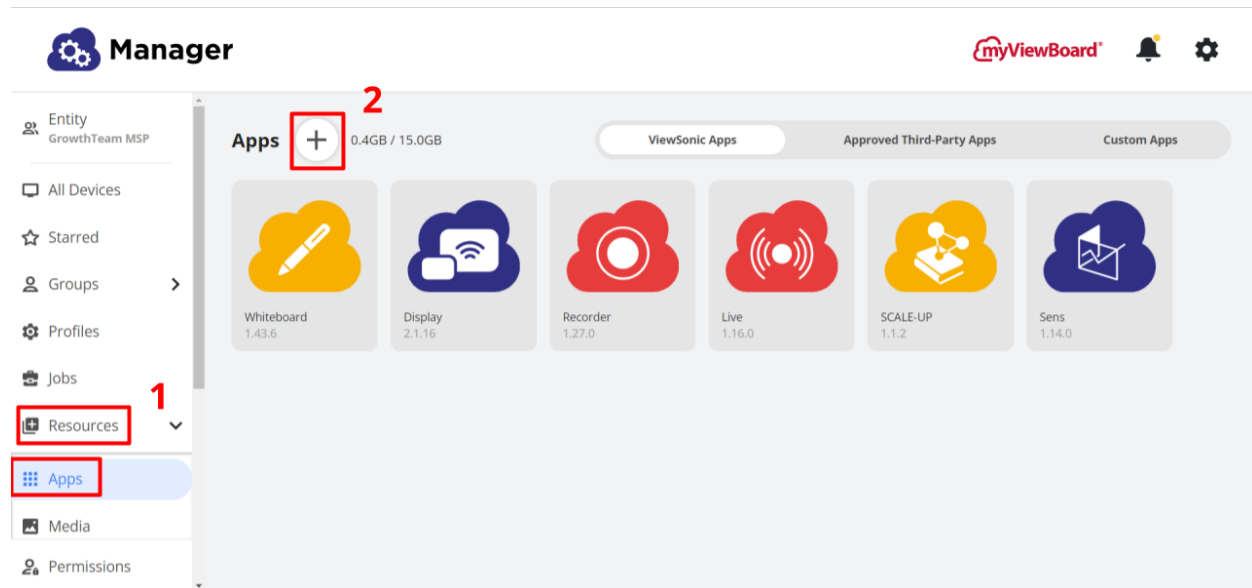 Manager
myViewBoard®
Entity
GrowthTeam MSP
All Devices
Starred
Groups
Profiles
Jobs
1
Resources
Apps
Media
Permissions
2
Apps + 0.4GB / 15.0GB
ViewSonic Apps Approved Third-Party Apps Custom Apps
Whiteboard
1.43.6
Display
2.1.16
Recorder
1.27.0
Live
1.16.0
SCALE-UP
1.1.2
Sens
1.14.0